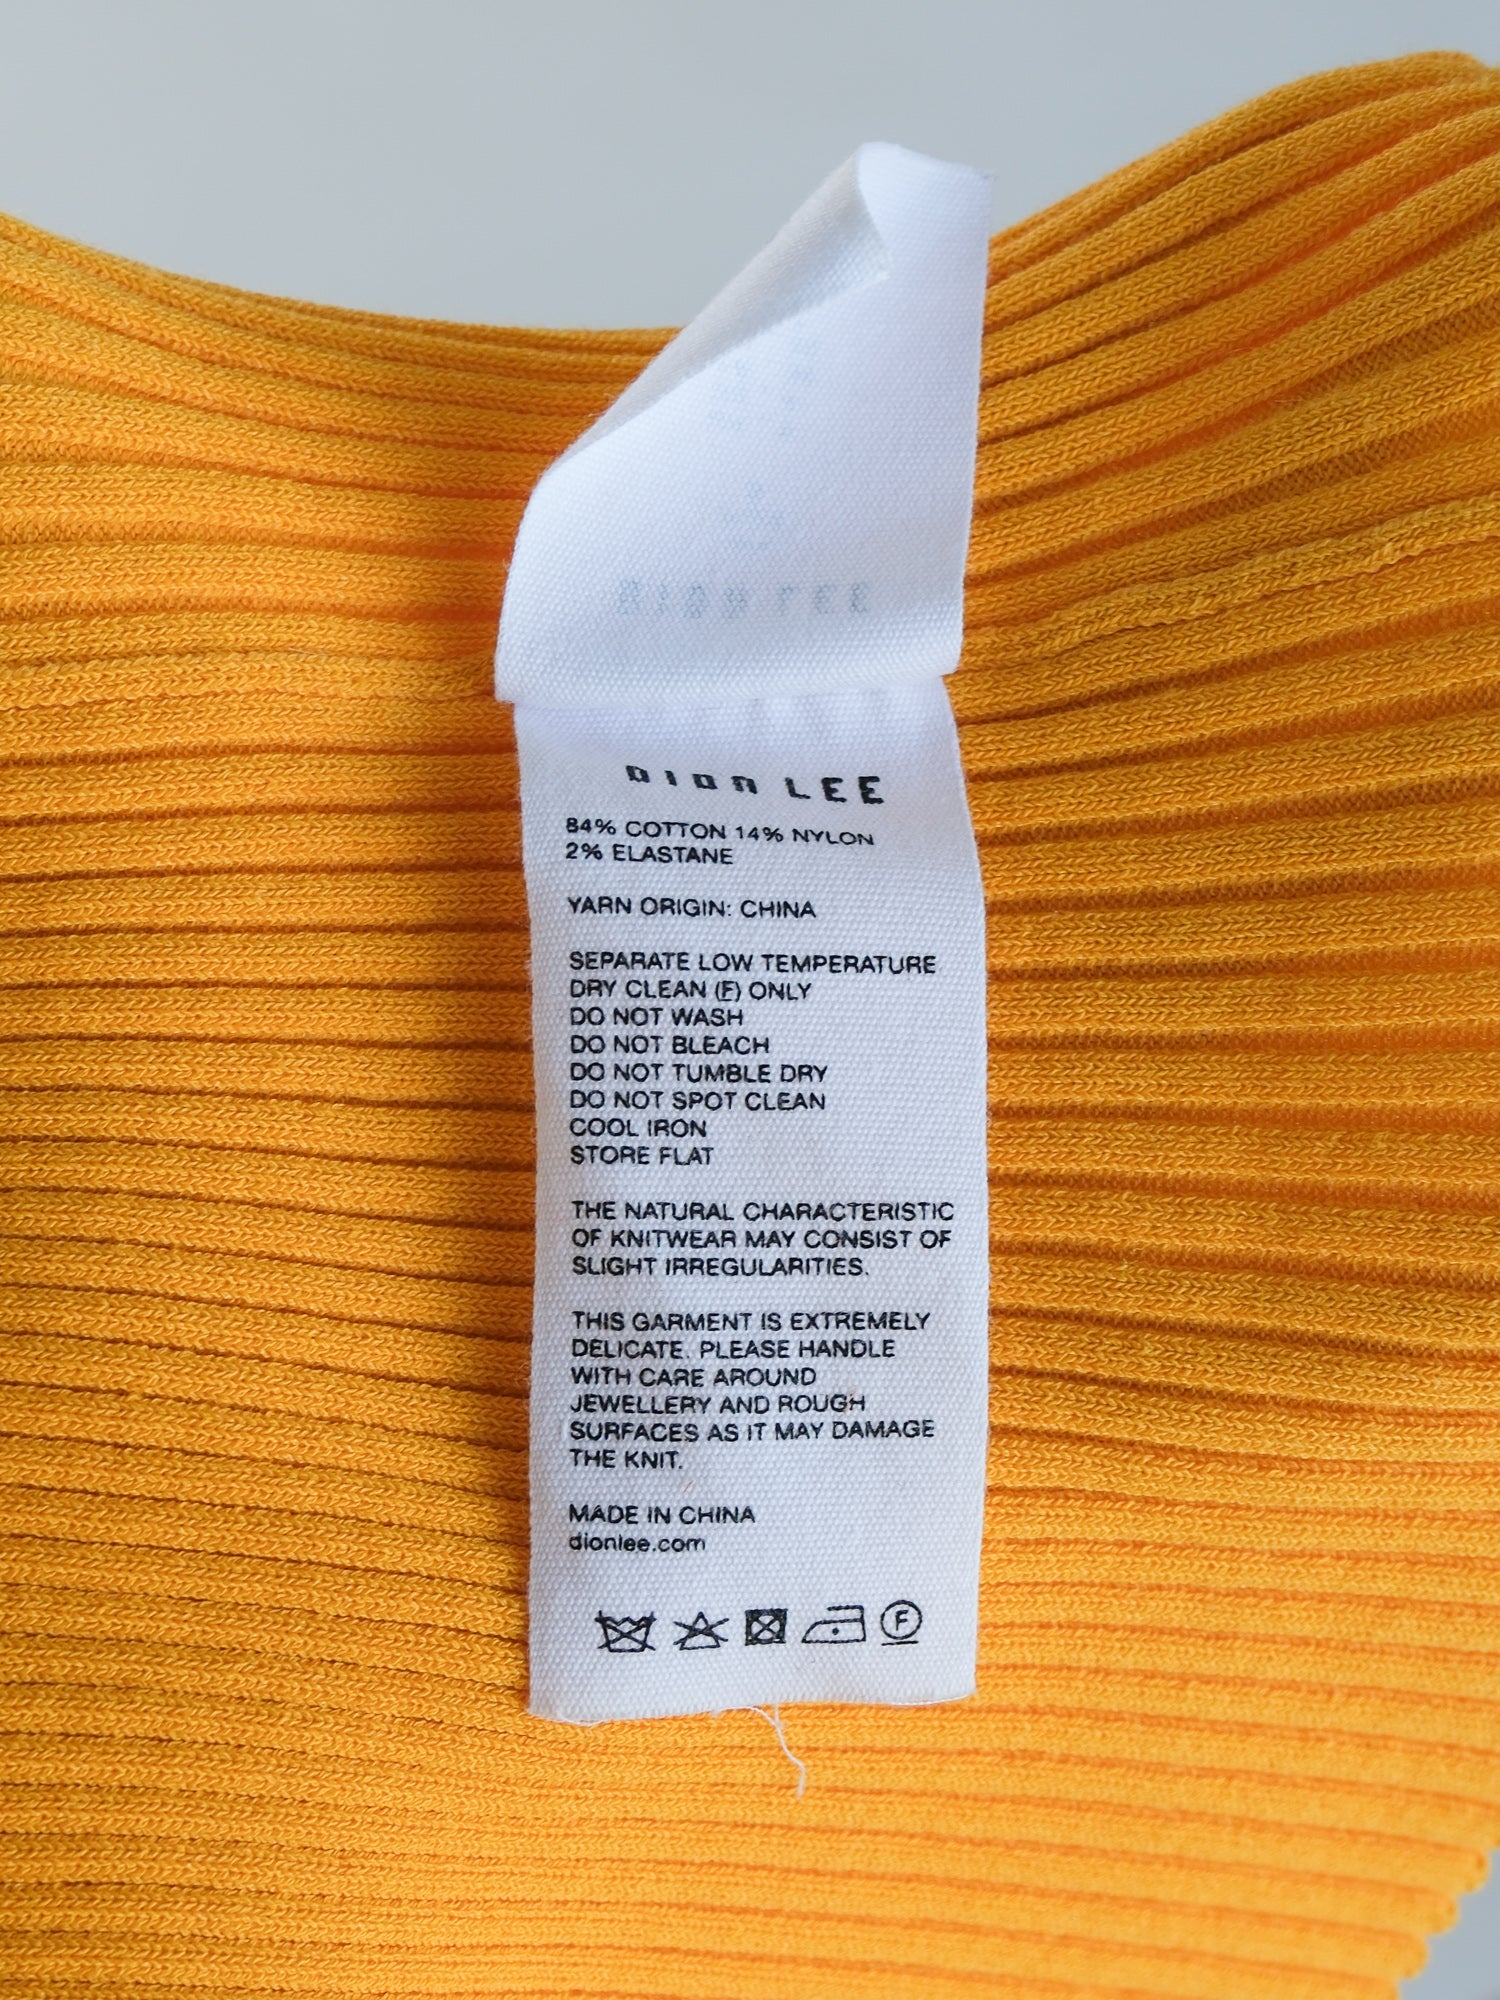 DION LEE
DION LEE
84% COTTON 14% NYLON
2% ELASTANE
YARN ORIGIN: CHINA
SEPARATE LOW TEMPERATURE
DRY CLEAN (F) ONLY
DO NOT WASH
DO NOT BLEACH
DO NOT TUMBLE DRY
DO NOT SPOT CLEAN
COOL IRON
STORE FLAT
THE NATURAL CHARACTERISTIC
OF KNITWEAR MAY CONSIST OF
SLIGHT IRREGULARITIES.
THIS GARMENT IS EXTREMELY
DELICATE. PLEASE HANDLE
WITH CARE AROUND
JEWELLERY AND ROUGH
SURFACES AS IT MAY DAMAGE
THE KNIT.
MADE IN CHINA
dionlee.com
F